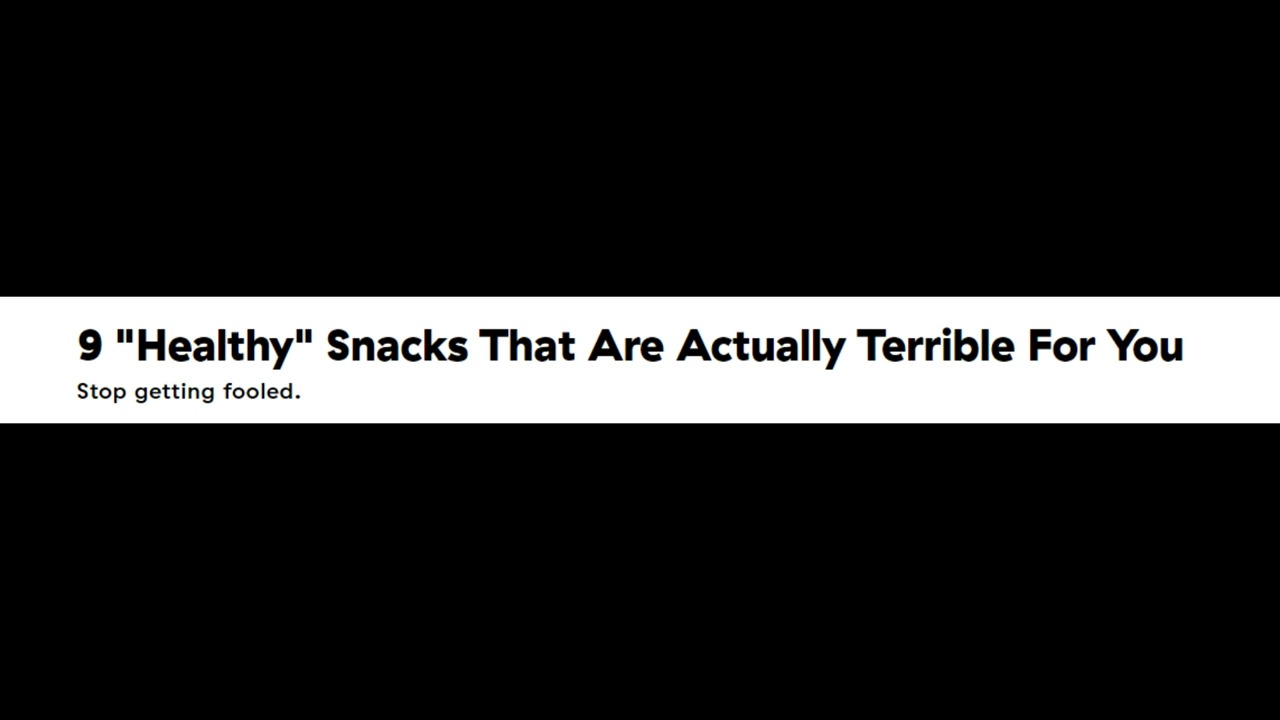 9 "Healthy" Snacks That Are Actually Terrible For You
Stop getting fooled.